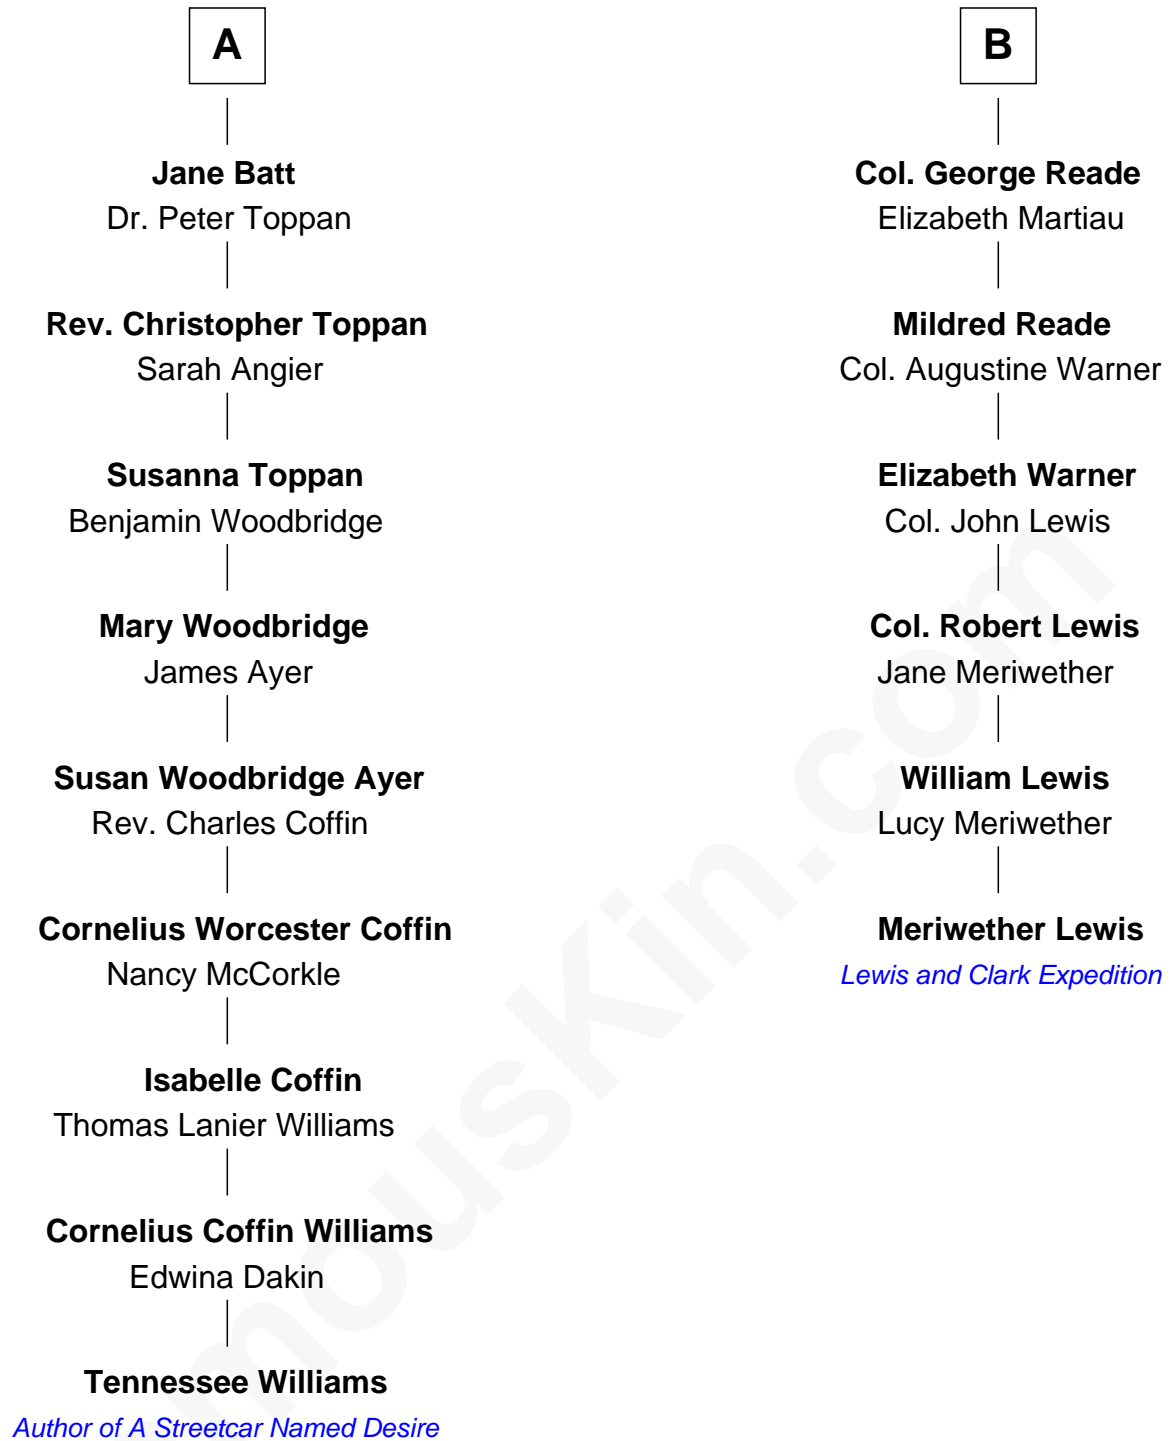 A
Jane Batt
Dr. Peter Toppan
Rev. Christopher Toppan
Sarah Angier
Susanna Toppan
Benjamin Woodbridge
Mary Woodbridge
James Ayer
Susan Woodbridge Ayer
Rev. Charles Coffin
Cornelius Worcester Coffin
Nancy McCorkle
Isabelle Coffin
Thomas Lanier Williams
Cornelius Coffin Williams
Edwina Dakin
Tennessee Williams
Author of A Streetcar Named Desire
B
Col. George Reade
Elizabeth Martiau
Mildred Reade
Col. Augustine Warner
Elizabeth Warner
Col. John Lewis
Col. Robert Lewis
Jane Meriwether
William Lewis
Lucy Meriwether
Meriwether Lewis
Lewis and Clark Expedition
mousKin.com